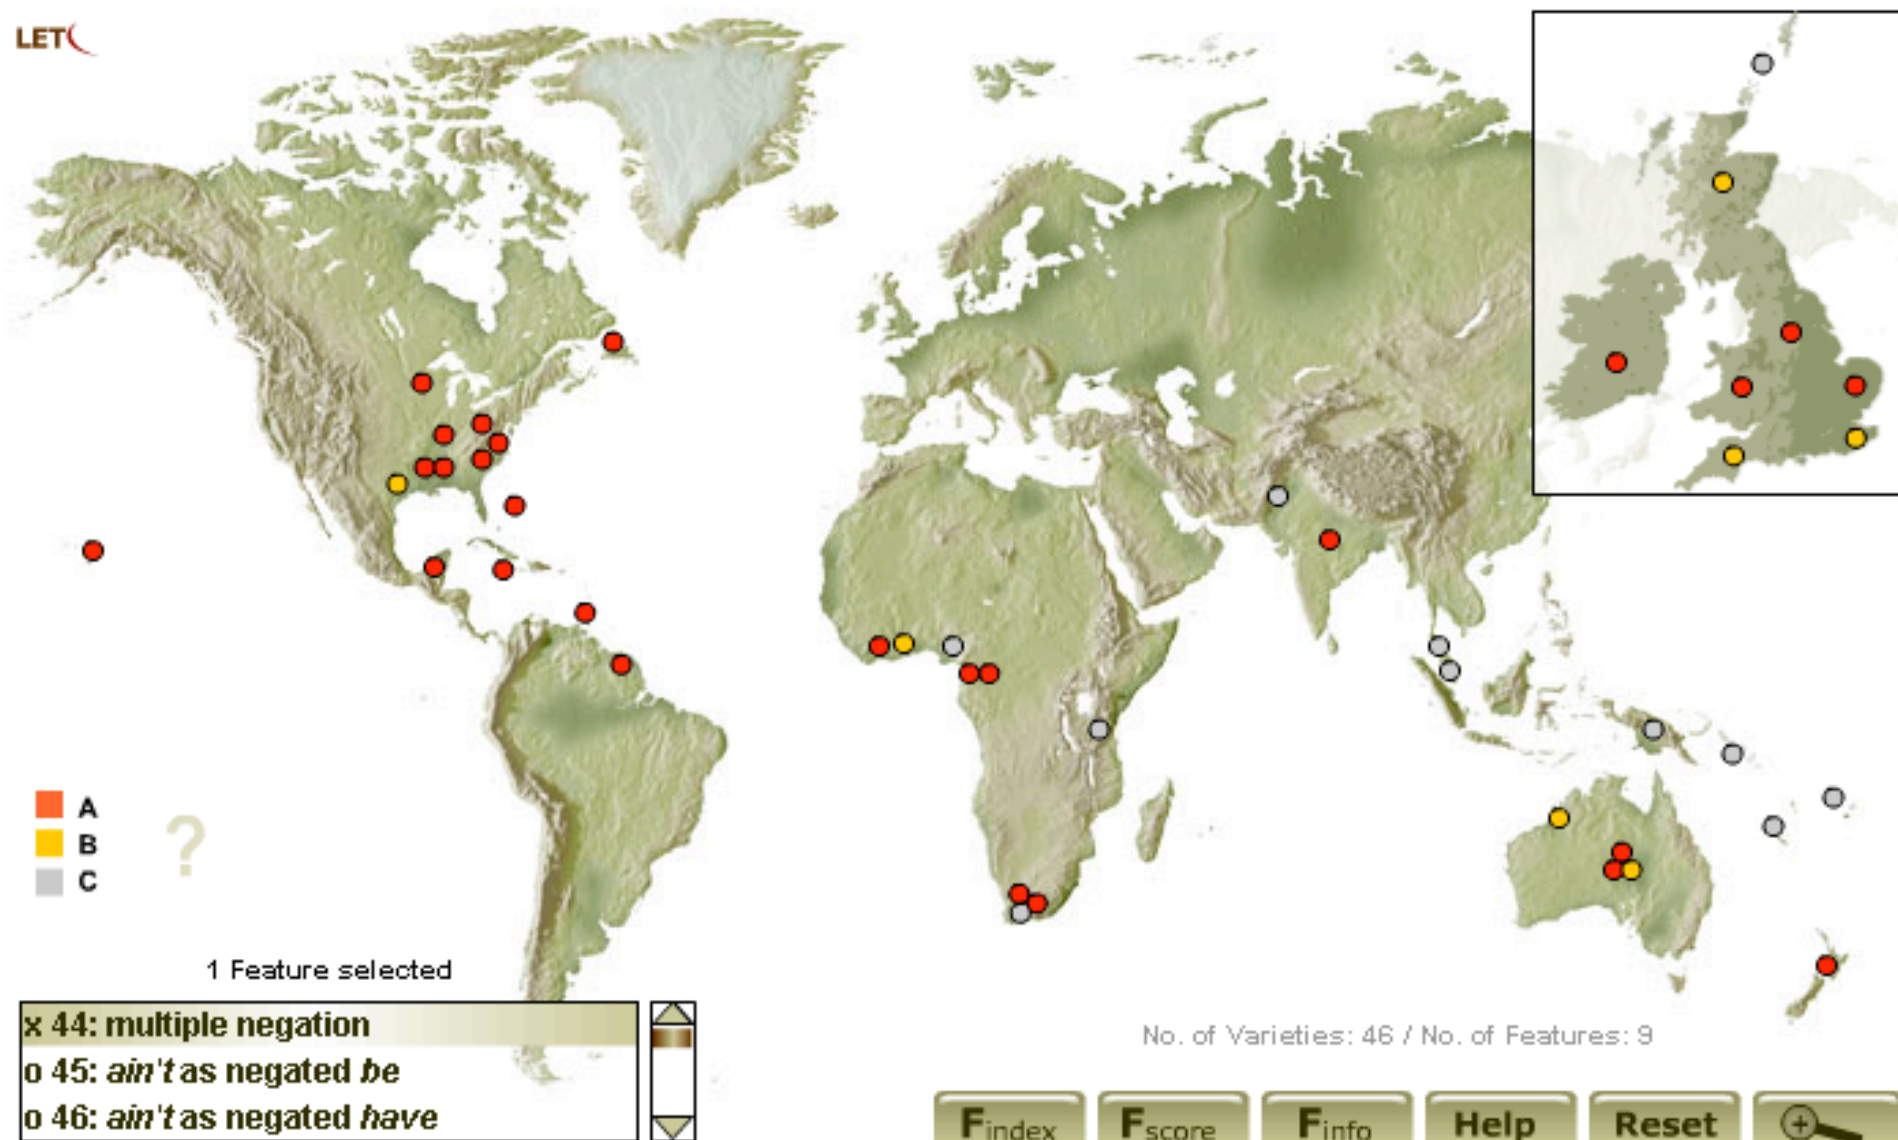 LET
A
B
?
C
1 Feature selected
x 44: multiple negation
o 45: ain't as negated be
o 46: ain't as negated have
No. of Varieties: 46 / No. of Features: 9
Findex
Fscore
Finfo
Help
Reset